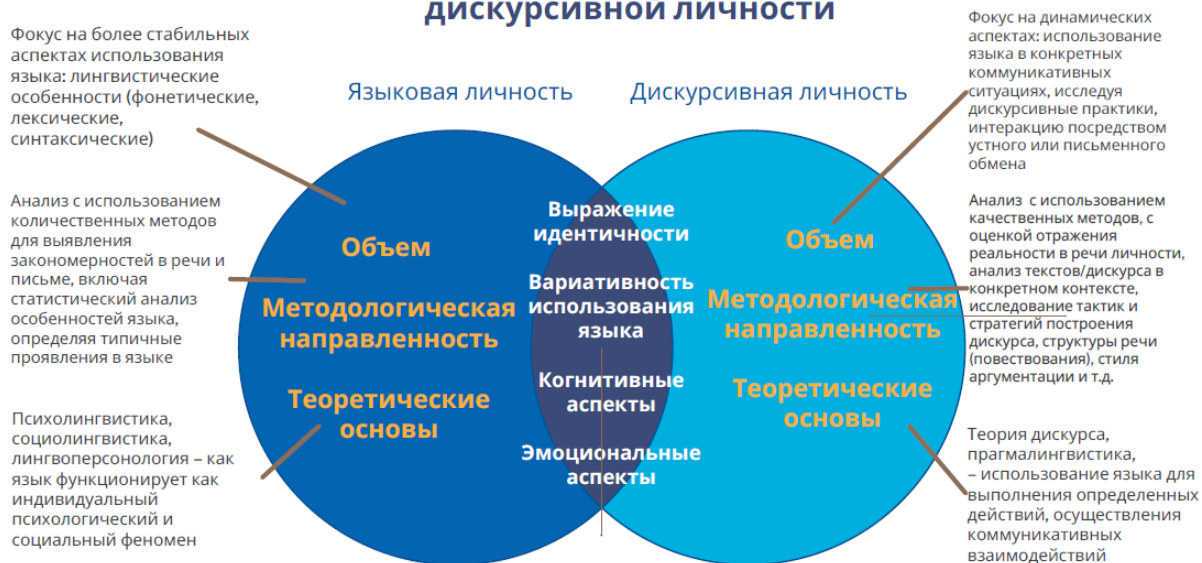 дискурсивной личности
Фокус на более стабильных
аспектах использования
языка: лингвистические
особенности (фонетические,
лексические,
синтаксические)
Анализ с использованием
количественных методов
для выявления
закономерностей в речи и
письме, включая
статистический анализ
особенностей языка,
определяя типичные
проявления в языке
Психолингвистика,
социолингвистика,
лингвоперсонология – как
язык функционирует как
индивидуальный
психологический и
социальный феномен
Языковая личность
Объем
Методологическая
направленность
Теоретические
основы
Выражение
идентичности
Вариативность
использования
языка
Когнитивные
аспекты
Эмоциональные
аспекты
Дискурсивная личность
Объем
Методологическая
направленность
Теоретические
основы
Фокус на динамических
аспектах: использование
языка в конкретных
коммуникативных
ситуациях, исследуя
дискурсивные практики,
интеракцию посредством
устного или письменного
обмена
Анализ с использованием
качественных методов, с
оценкой отражения
реальности в речи личности,
анализ текстов/дискурса в
конкретном контексте,
исследование тактик и
стратегий построения
дискурса, структуры речи
(повествования), стиля
аргументации и т.д.
Теория дискурса,
прагмалингвистика,
– использование языка для
выполнения определенных
действий, осуществления
коммуникативных
взаимодействий